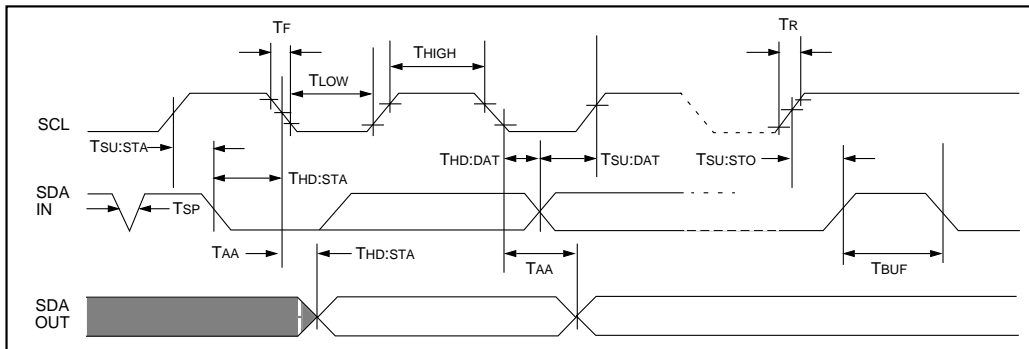 TF
TR
THIGH
TLOW
SCL
TSU:STA
THD:DAT
TSU:DAT
TSU:STO
THD:STA
SDA
IN
TSP
TAA
THD:STA
TAA
TBUF
SDA
OUT